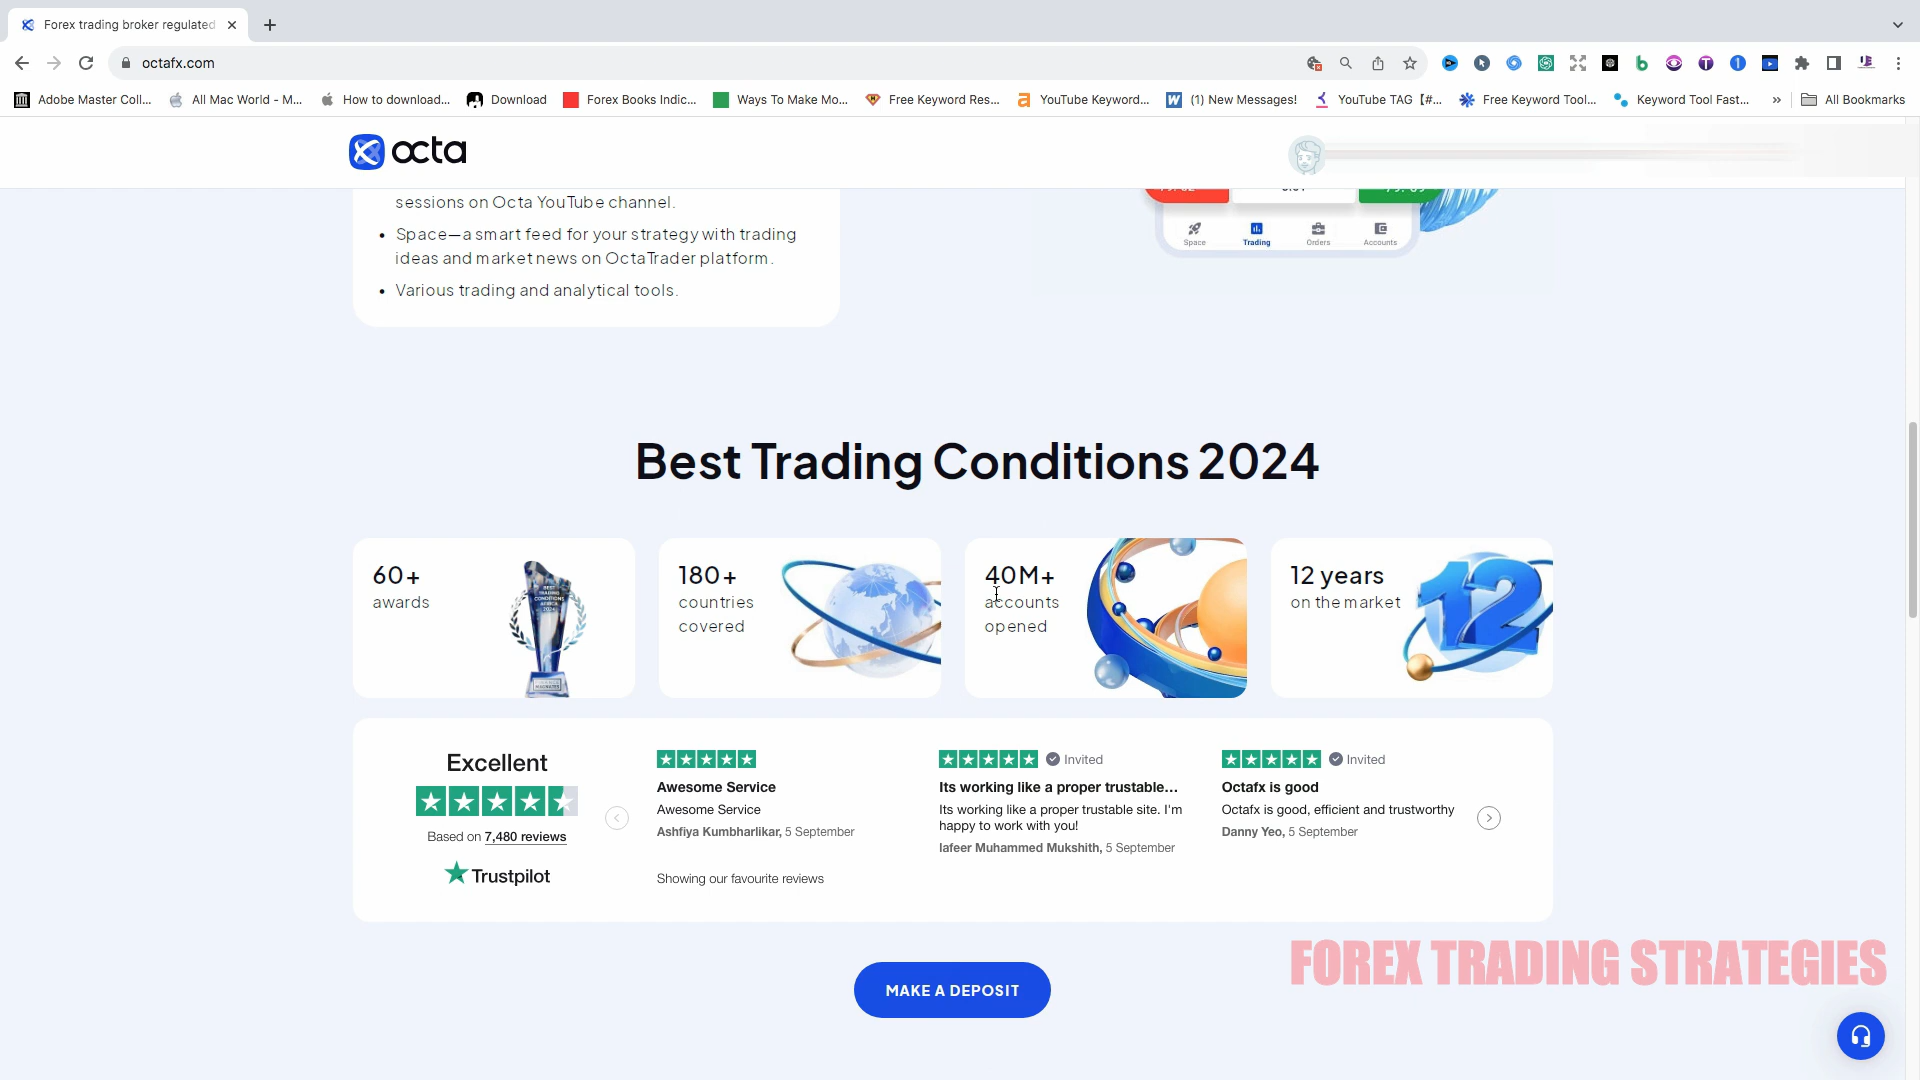 Forex trading broker regulated
octafx.com
Adobe Master Coll...
All Mac World - M...
How to download...
Download
Forex Books Indic...
Ways To Make Mo...
Free Keyword Res...
YouTube Keyword...
(1) New Messages!
YouTube TAG【#...
Free Keyword Tool...
Keyword Tool Fast...
»
All Bookmarks
octa
sessions on Octa YouTube channel.
• Space—a smart feed for your strategy with trading
ideas and market news on OctaTrader platform.
• Various trading and analytical tools.
Space
Trading
Orders
Accounts
Best Trading Conditions 2024
60+
awards
BEST
TRADING
CONDITIONS
AFRICA
2024
180+
countries
covered
40M+
accounts
opened
12 years
on the market
12
Excellent
Based on 7,480 reviews
Trustpilot
Awesome Service
Awesome Service
Ashfiya Kumbharlikar, 5 September
Showing our favourite reviews
Invited
Its working like a proper trustable...
Its working like a proper trustable site. I'm
happy to work with you!
Iafeer Muhammed Mukshith, 5 September
Invited
Octafx is good
Octafx is good, efficient and trustworthy
Danny Yeo, 5 September
FOREX TRADING STRATEGIES
MAKE A DEPOSIT